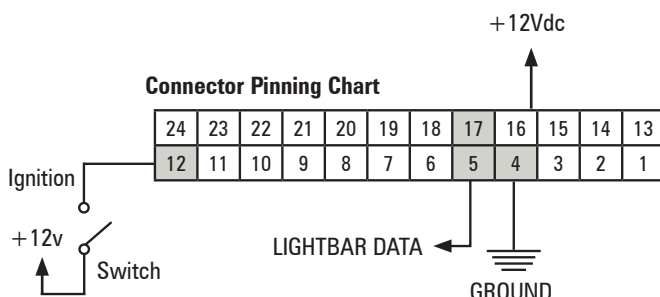 +12Vdc
Connector Pinning Chart
24 23 22 21 20 19 18 17 16 15 14 13
12 11 10 9 8 7 6 5 4 3 2 1
Ignition
+12v
Switch
LIGHTBAR DATA
GROUND